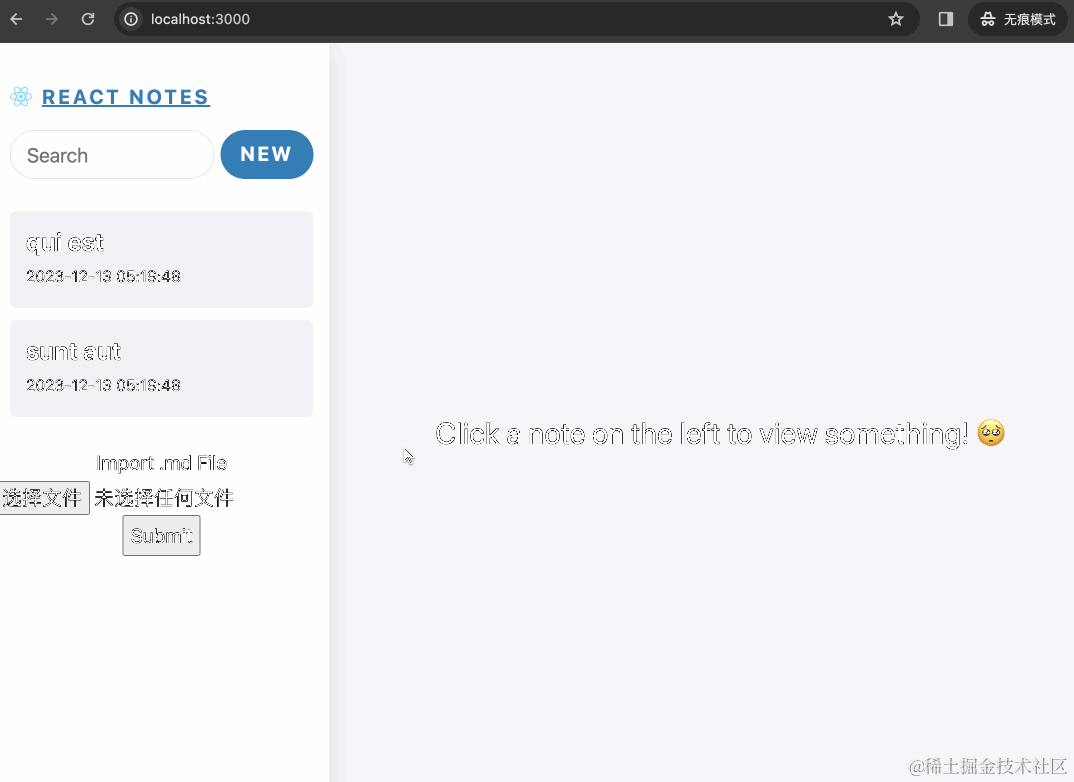 localhost:3000
无痕模式
REACT NOTES
Search
NEW
qui est
2023-12-13 05:19:48
sunt aut
2023-12-13 05:19:48
Click a note on the left to view something! 🥺
Import .md File
选择文件 未选择任何文件
Submit
@稀土掘金技术社区